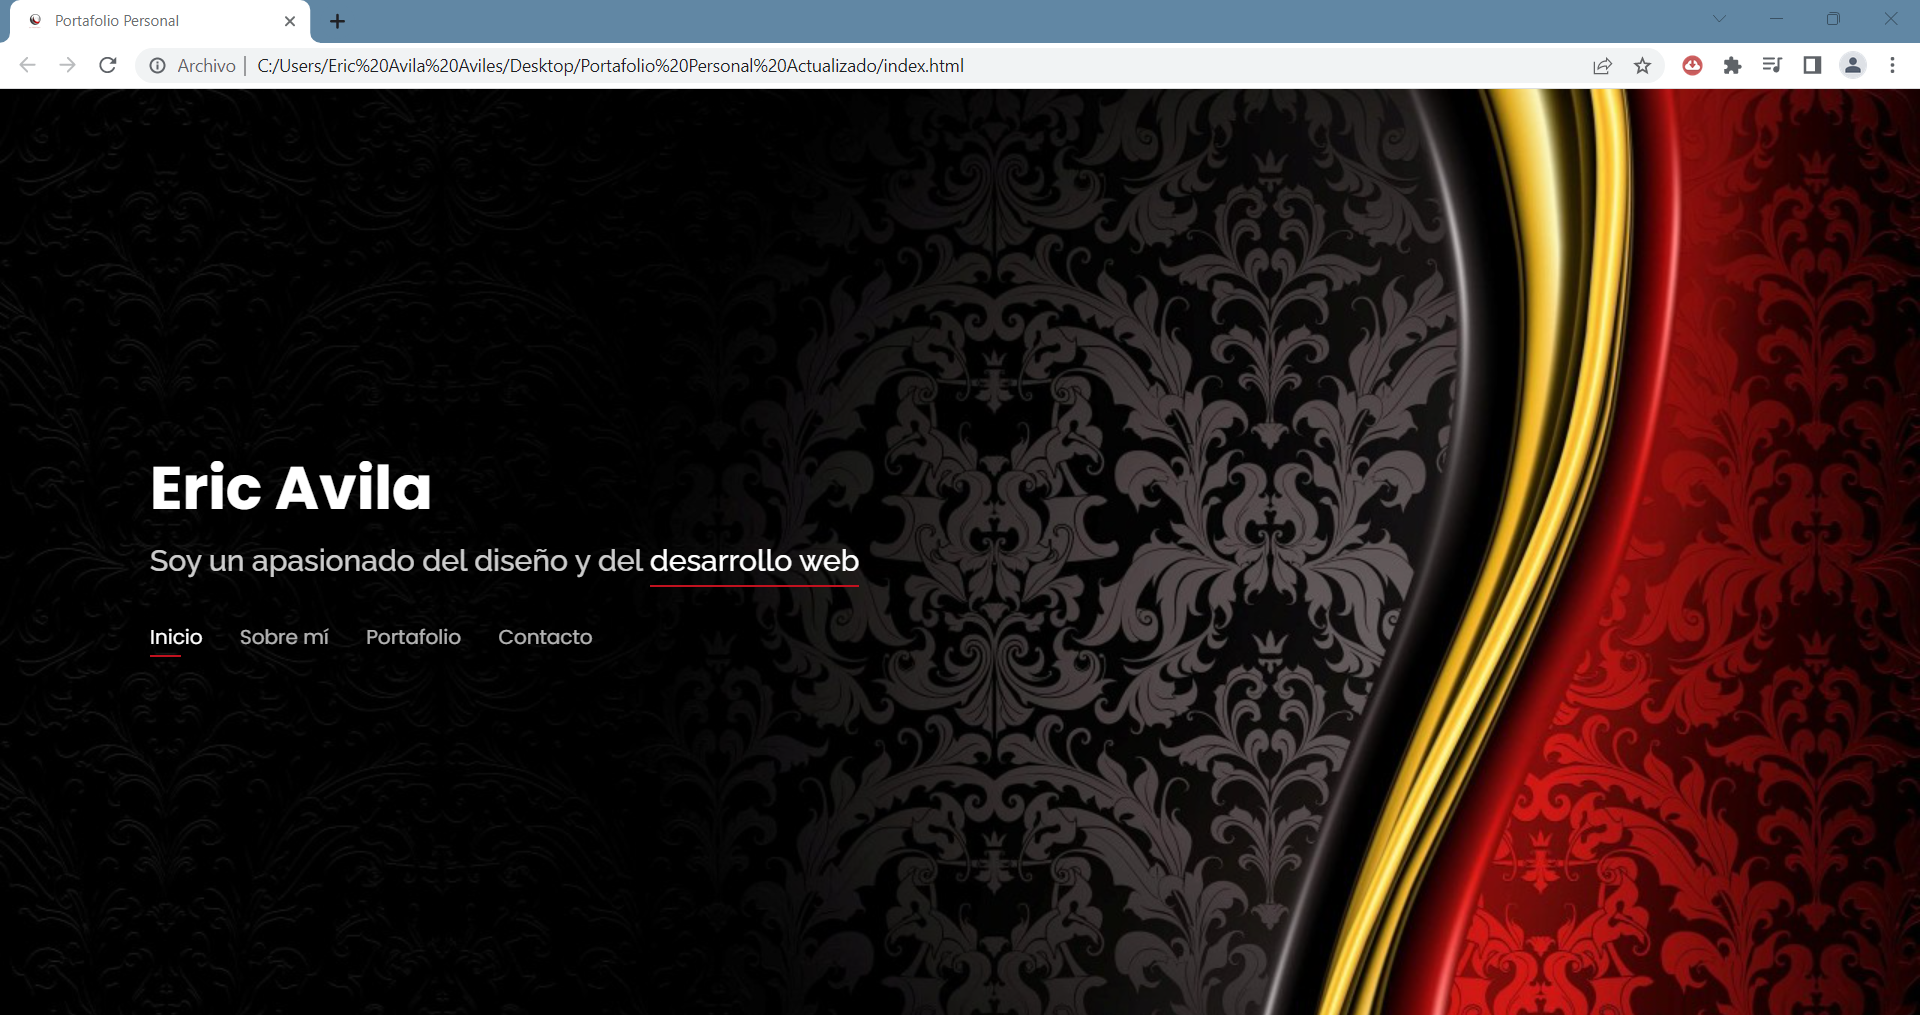 Portafolio Personal
Archivo | C:/Users/Eric%20Avila%20Aviles/Desktop/Portafolio%20Personal%20Actualizado/index.html
Eric Avila
Soy un apasionado del diseño y del desarrollo web
Inicio Sobre mí Portafolio Contacto